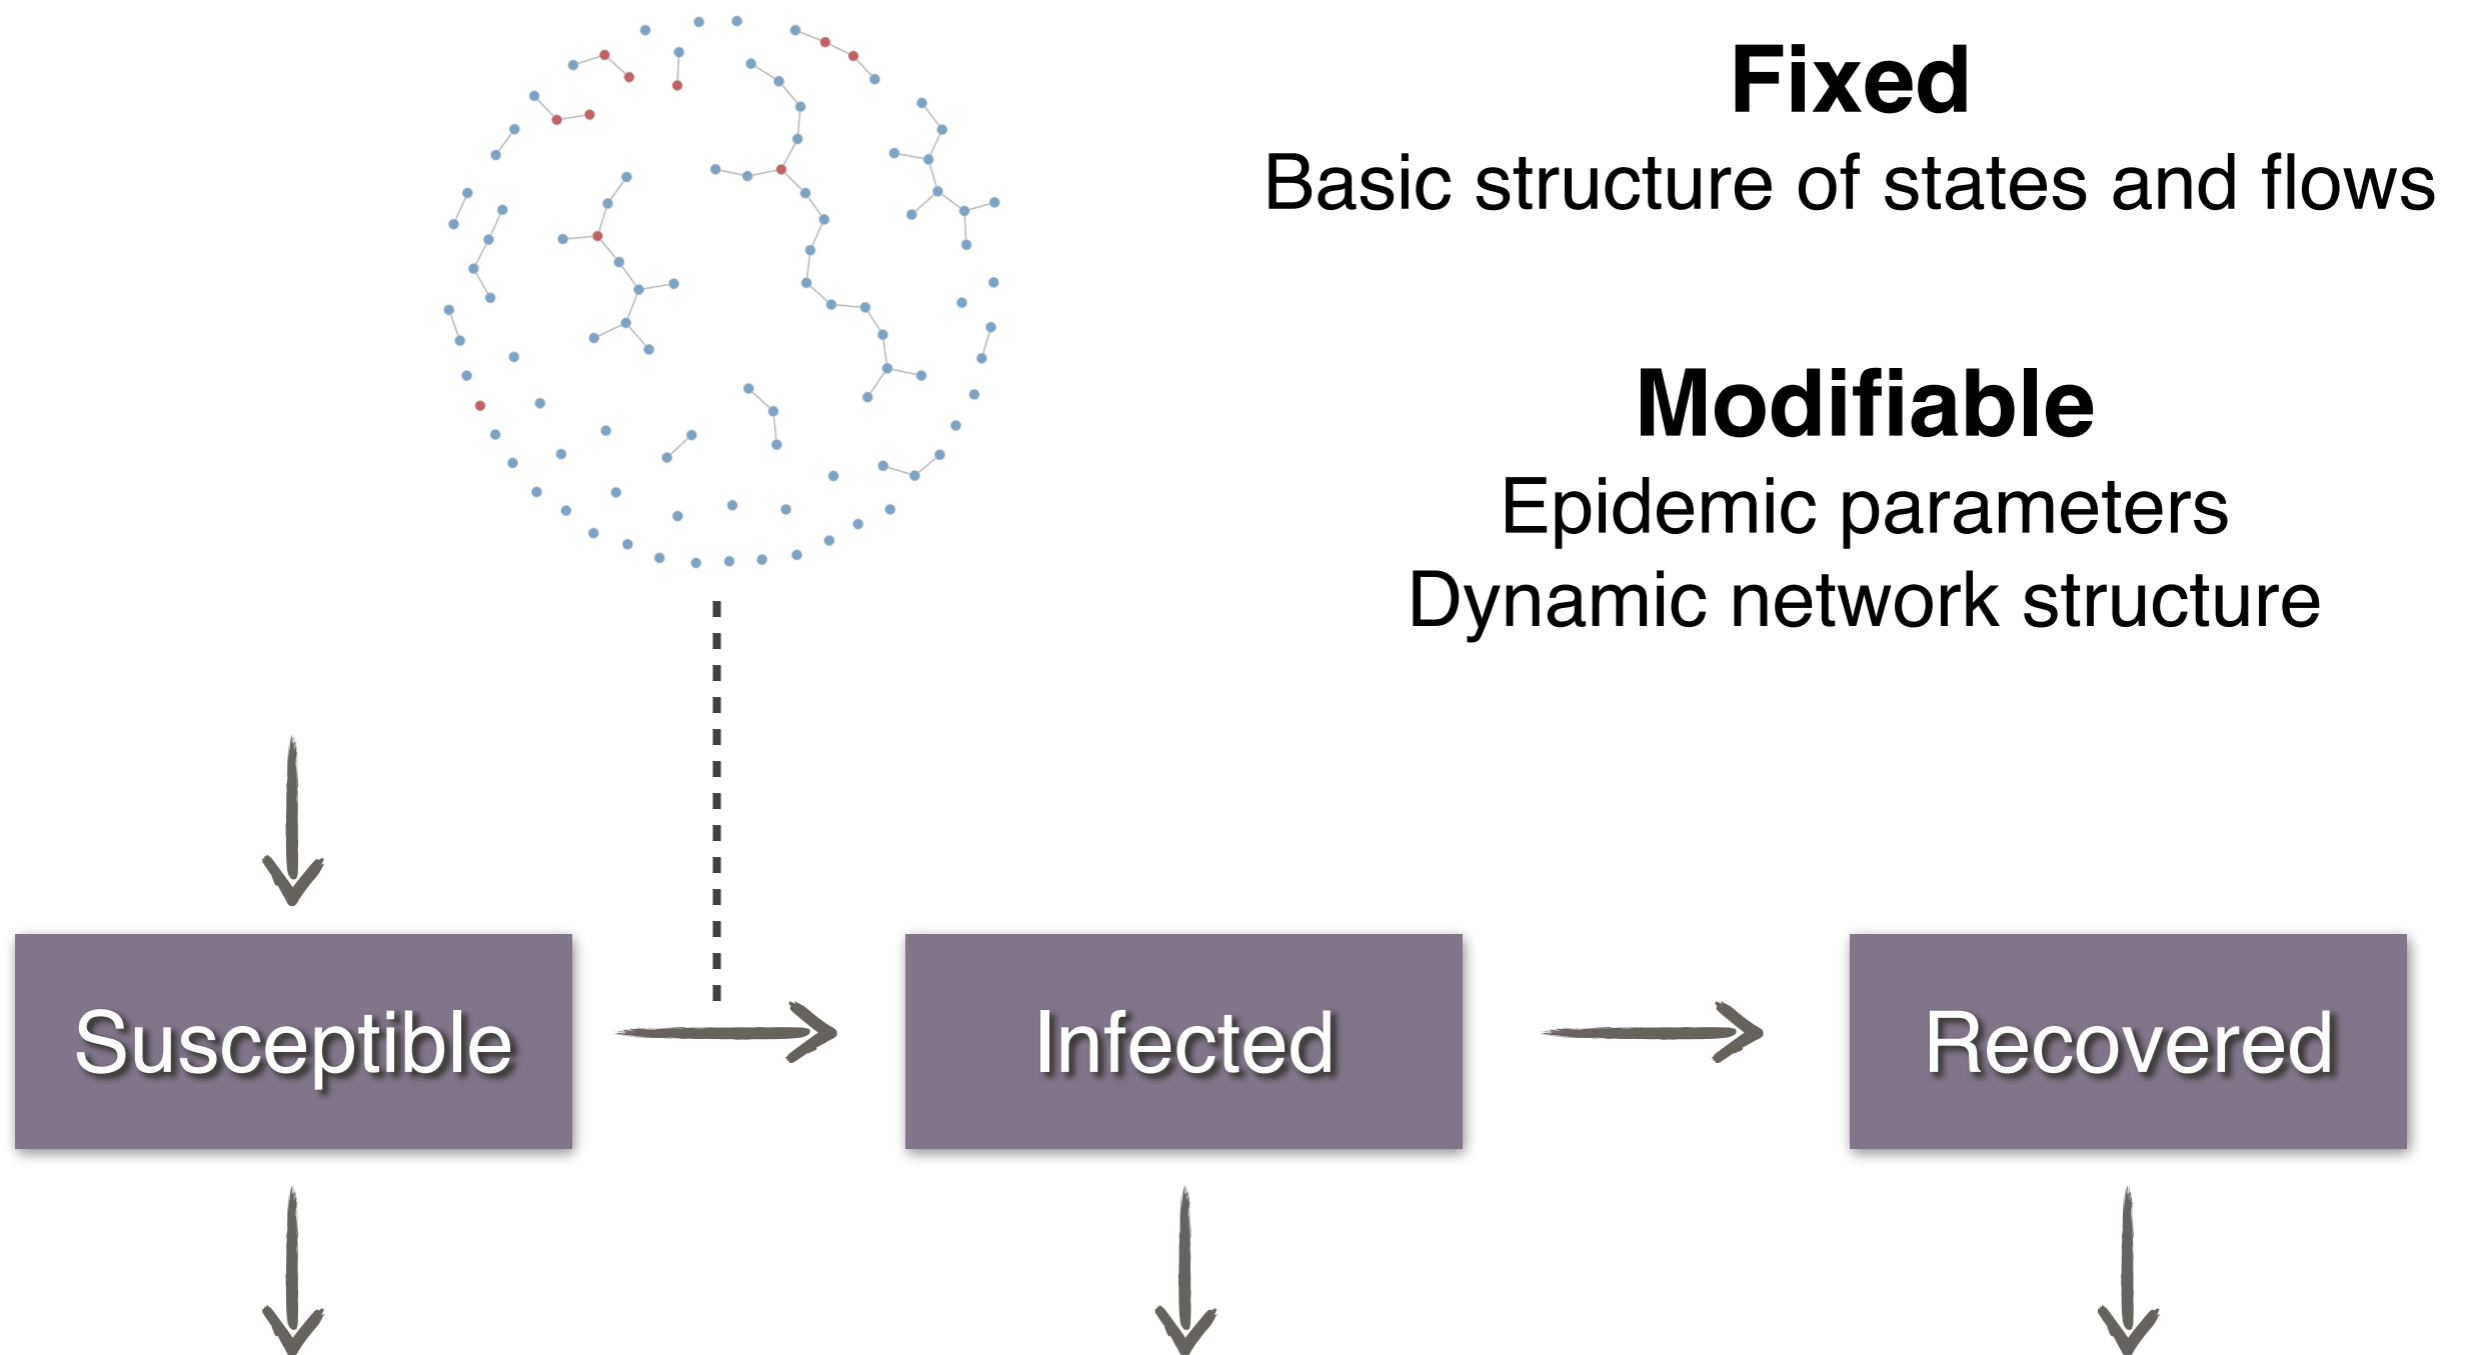 Fixed
Basic structure of states and flows
Modifiable
Epidemic parameters
Dynamic network structure
Susceptible
Infected
Recovered